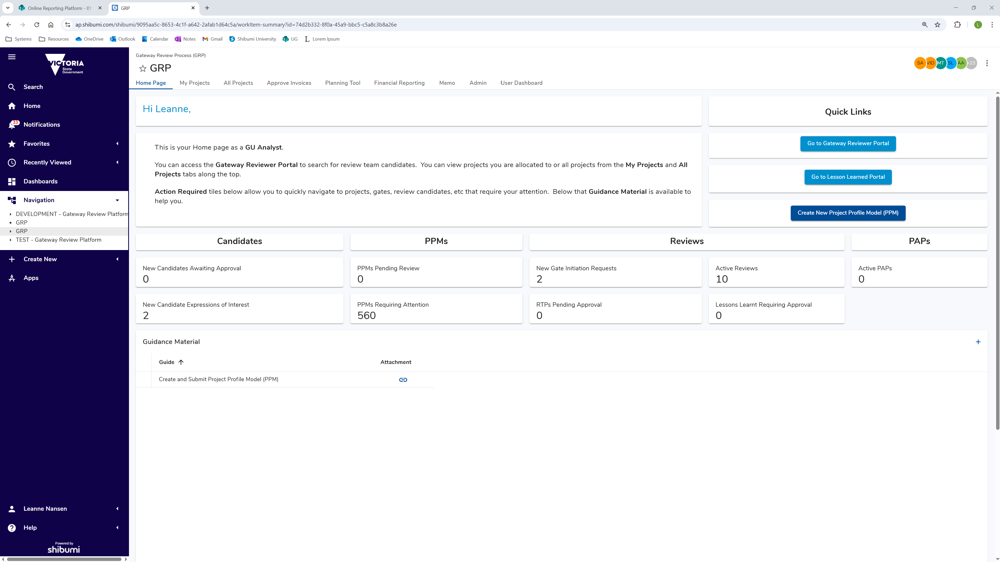 Online Reporting Platform - 01
GRP
ap.shibumi.com/shibumi/9095aa5c-8653-4c1f-a642-2afab1d64c5a/workItem-summary?id=74d2b332-8f0a-45a9-bbc5-c5a8c3b8a26e
L
Systems
Resources
OneDrive
Outlook
Calendar
Notes
Gmail
Shibumi University
UG
Lorem Ipsum
VICTORIA
State
Government
Search
Home
33
Notifications
Favorites
Recently Viewed
Dashboards
Navigation
DEVELOPMENT - Gateway Review Platform
GRP
GRP
TEST - Gateway Review Platform
Create New
Apps
Leanne Nansen
Help
Powered by
shibumi
Gateway Review Process (GRP)
GRP
SA VID MT SL AA +23
Home Page
My Projects
All Projects
Approve Invoices
Planning Tool
Financial Reporting
Memo
Admin
User Dashboard
Hi Leanne,
Quick Links
This is your Home page as a GU Analyst.
You can access the Gateway Reviewer Portal to search for review team candidates. You can view projects you are allocated to or all projects from the My Projects and All
Projects tabs along the top.
Action Required tiles below allow you to quickly navigate to projects, gates, review candidates, etc that require your attention. Below that Guidance Material is available to
help you.
Go to Gateway Reviewer Portal
Go to Lesson Learned Portal
Create New Project Profile Model (PPM)
Candidates
PPMs
Reviews
PAPs
New Candidates Awaiting Approval
0
PPMs Pending Review
0
New Gate Initiation Requests
2
Active Reviews
10
Active PAPs
0
New Candidate Expressions of Interest
2
PPMs Requiring Attention
560
RTPs Pending Approval
0
Lessons Learnt Requiring Approval
0
Guidance Material
Guide
Attachment
Create and Submit Project Profile Model (PPM)